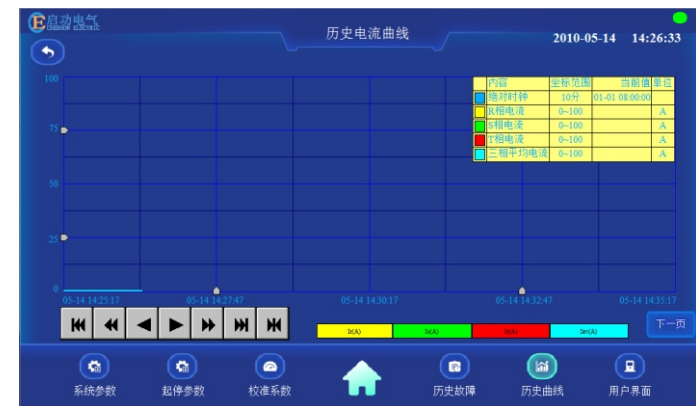 E启动电气
历史电流曲线
2010-05-14 14:26:33
100
内容 坐标范围 当前值 单位
绝对时钟 10分 01-01 08:00:00
R相电流 0~100 A
75
S相电流 0~100 A
T相电流 0~100 A
三相平均电流 0~100 A
50
25
0
05-14 14:25:17 05-14 14:27:47 05-14 14:30:17 05-14 14:32:47 05-14 14:35:17
下一页
系统参数 起停参数 校准系数 历史故障 历史曲线 用户界面